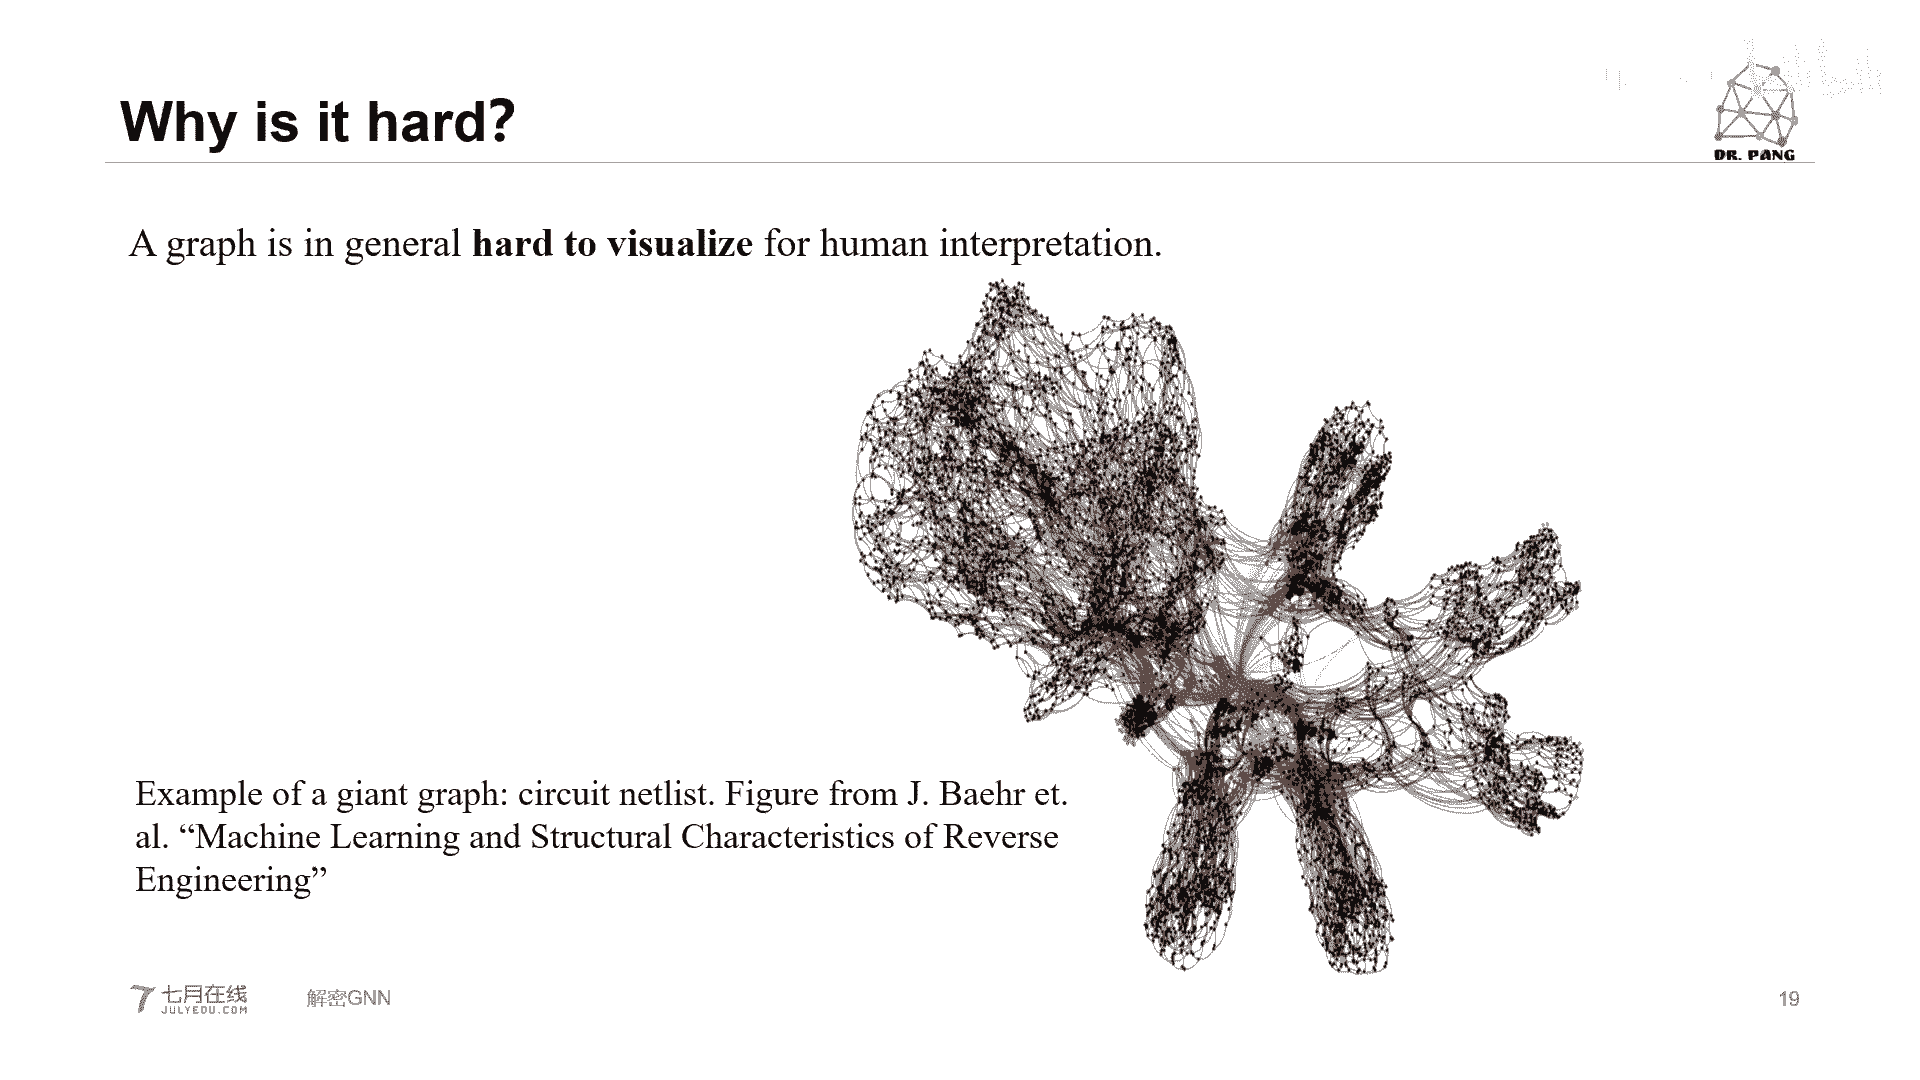 Why is it hard?
DR. PANG
A graph is in general hard to visualize for human interpretation.
Example of a giant graph: circuit netlist. Figure from J. Baehr et.
al. “Machine Learning and Structural Characteristics of Reverse
Engineering”
七月在线
JULYEDU.COM
解密GNN
19